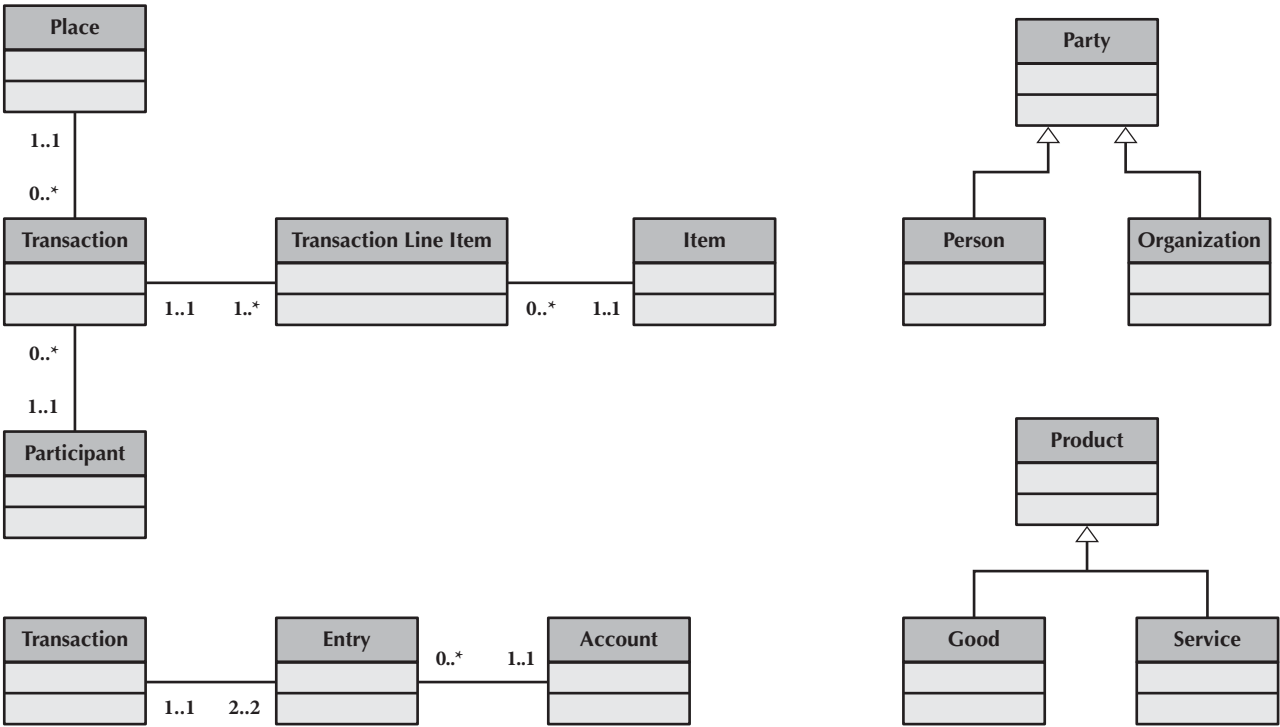 Place
1..1
0..*
Transaction
Transaction Line Item
Item
1..1
1..*
0..*
1..1
0..*
1..1
Participant
Transaction
Entry
Account
1..1
2..2
0..*
1..1
Party
Person
Organization
Product
Good
Service